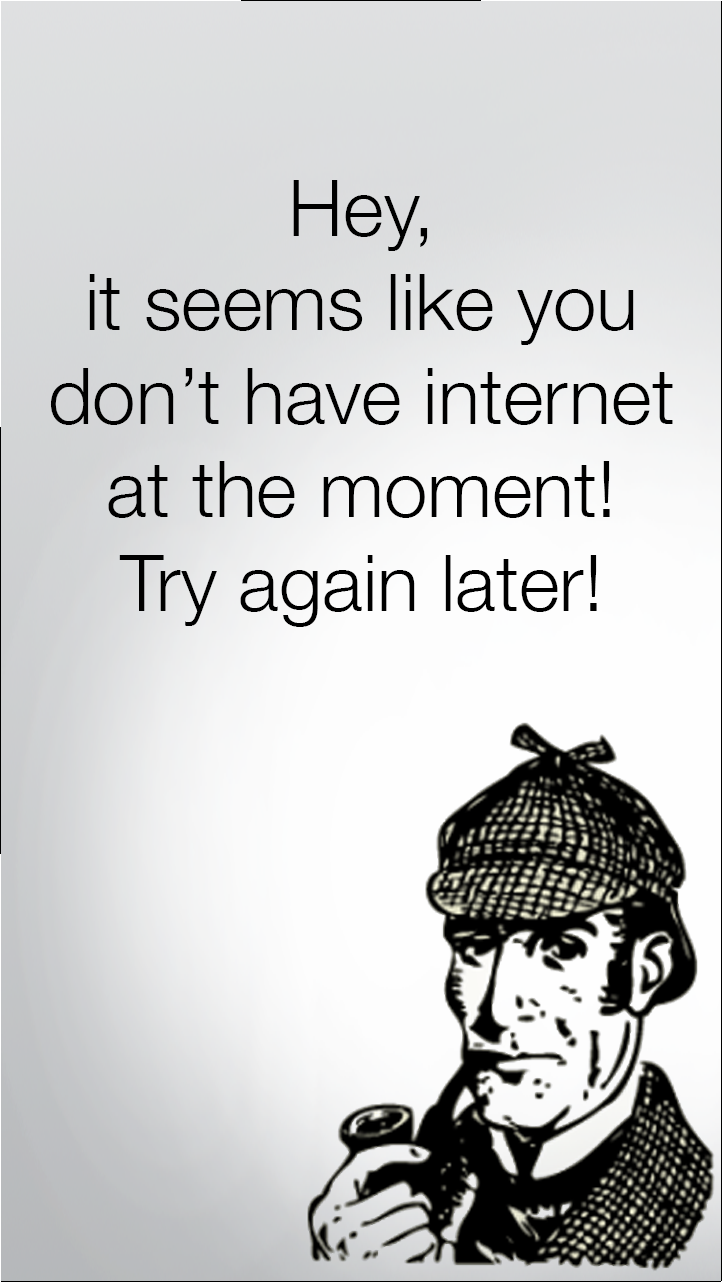 Hey,
it seems like you
don’t have internet
at the moment!
Try again later!